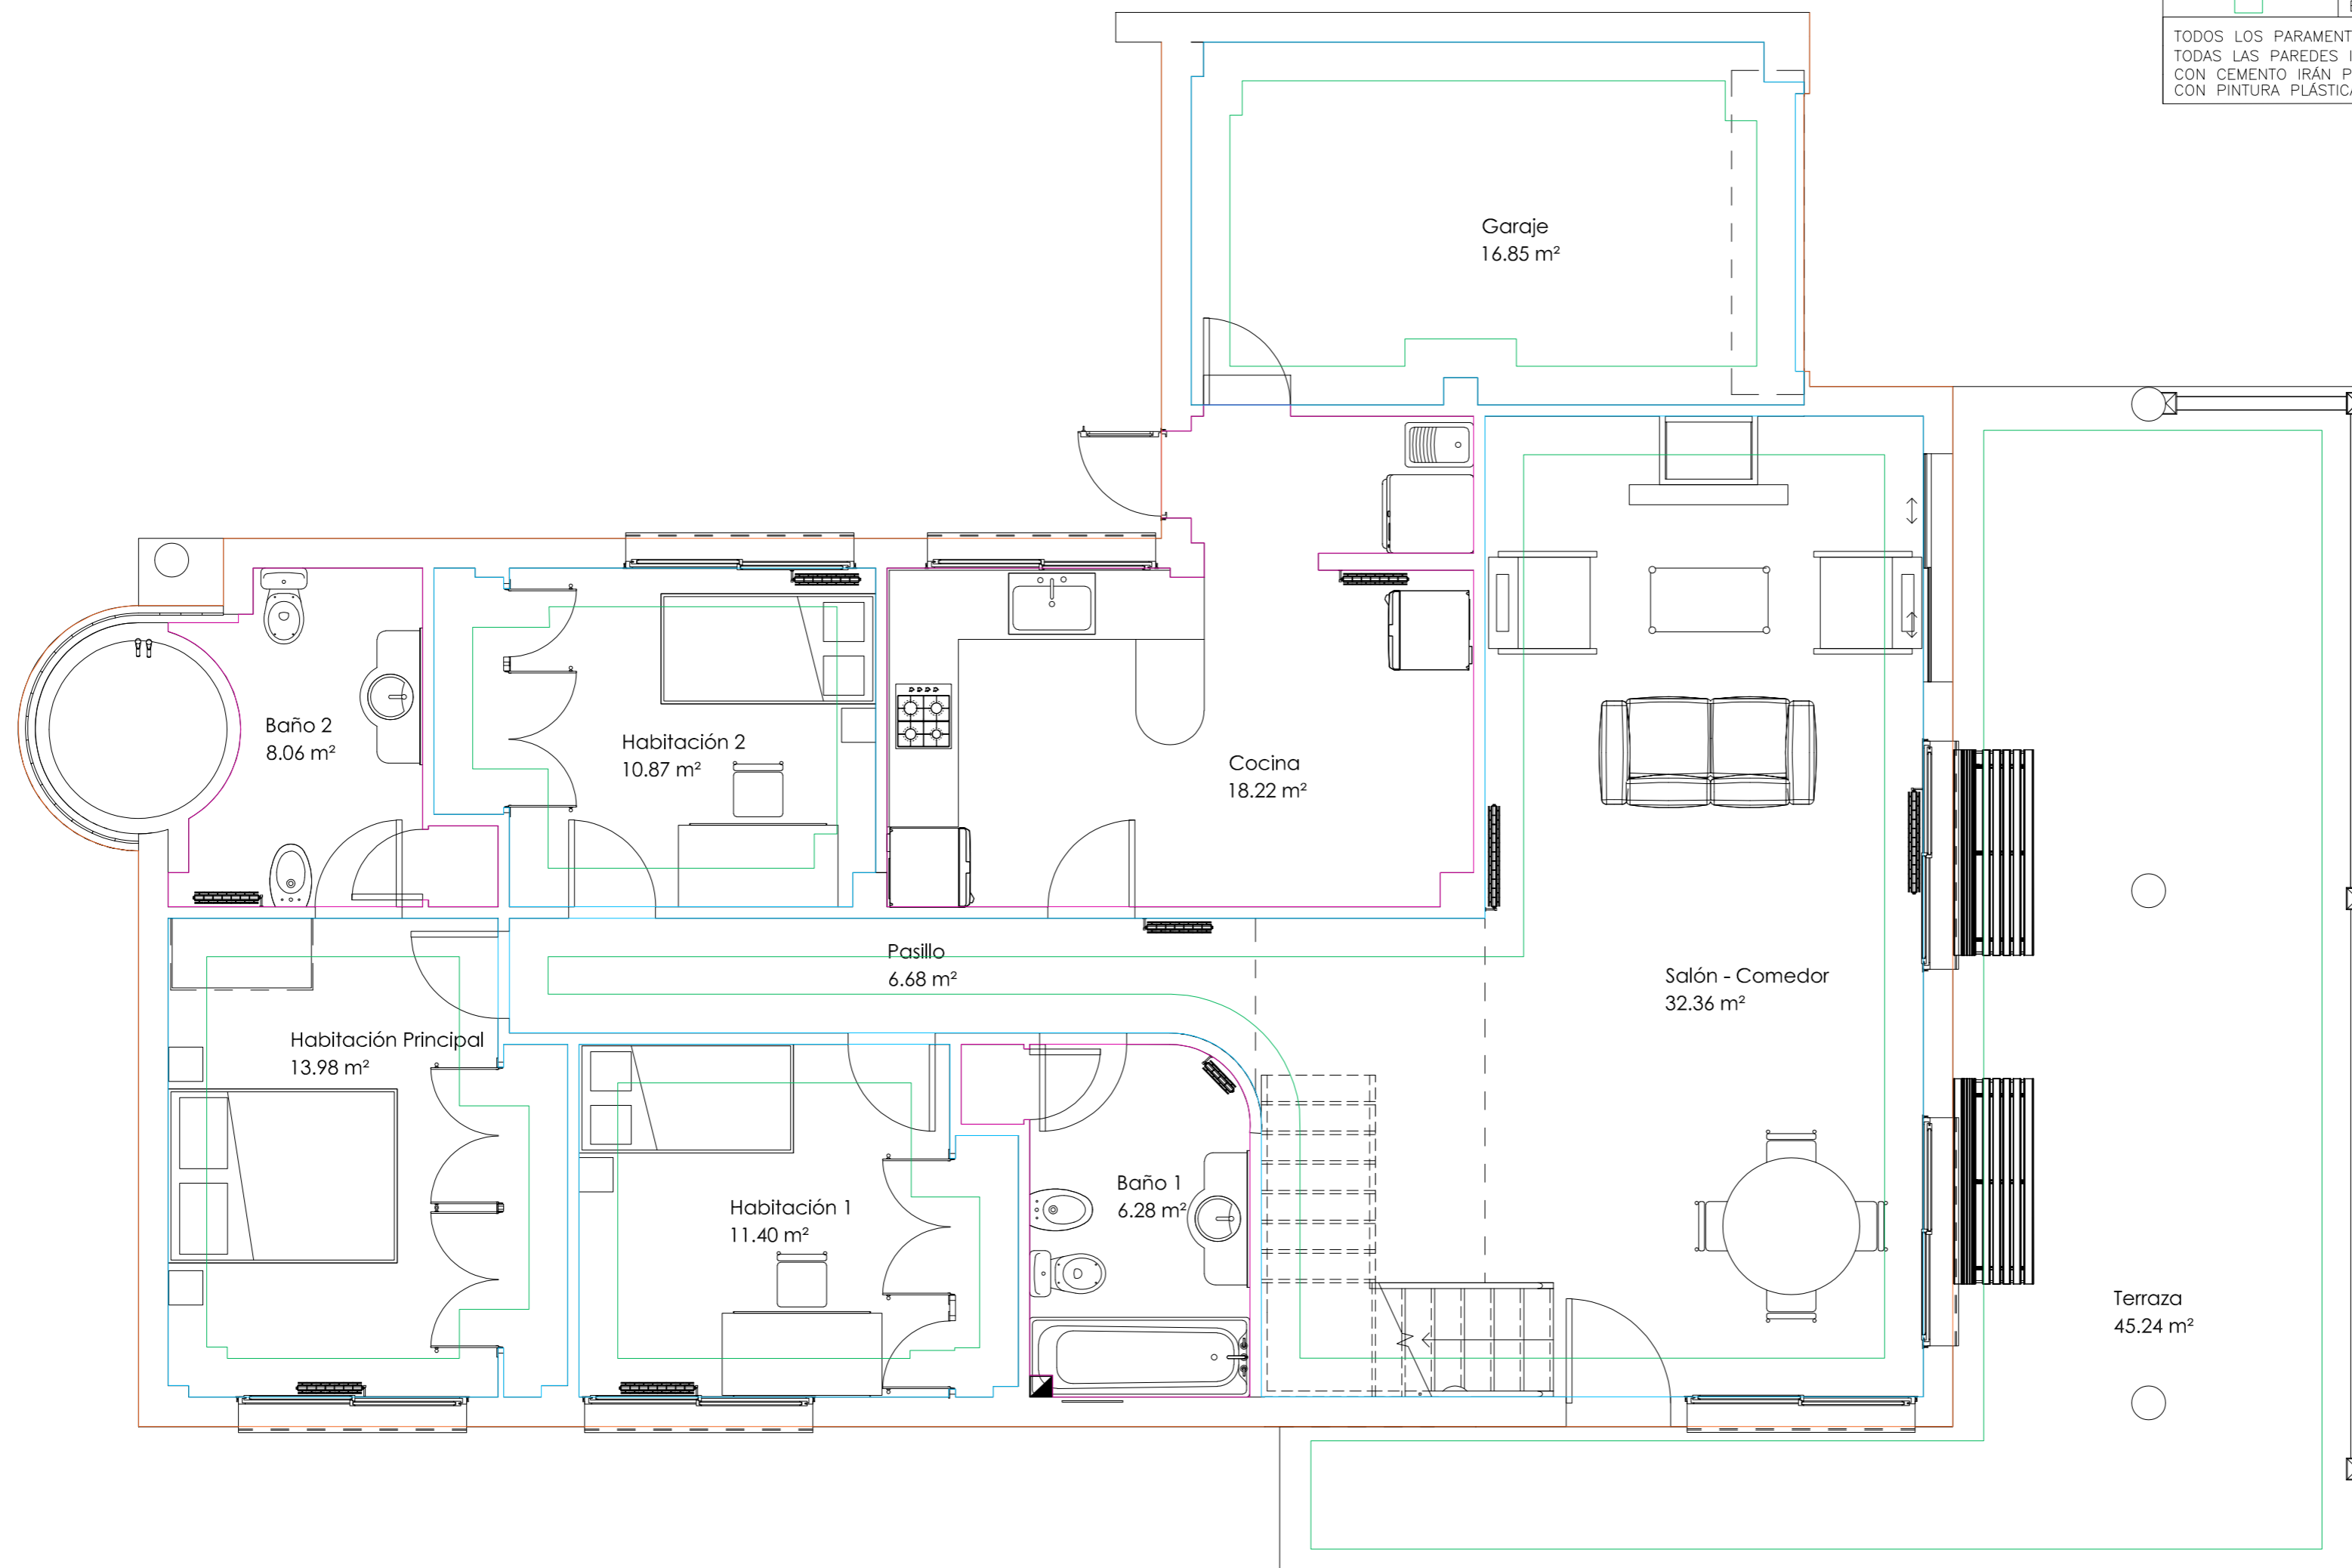 TODOS LOS
TODAS LAS PAREDES
CON CEMENTO IRÁN
CON PINTURA
Garaje
16.85 m²
Baño 2
8.06 m²
Habitación 2
10.87 m²
Cocina
18.22 m²
Pasillo
6.68 m²
Salón - Comedor
32.36 m²
Habitación Principal
13.98 m²
Baño 1
6.28 m²
Habitación 1
11.40 m²
Terraza
45.24 m²